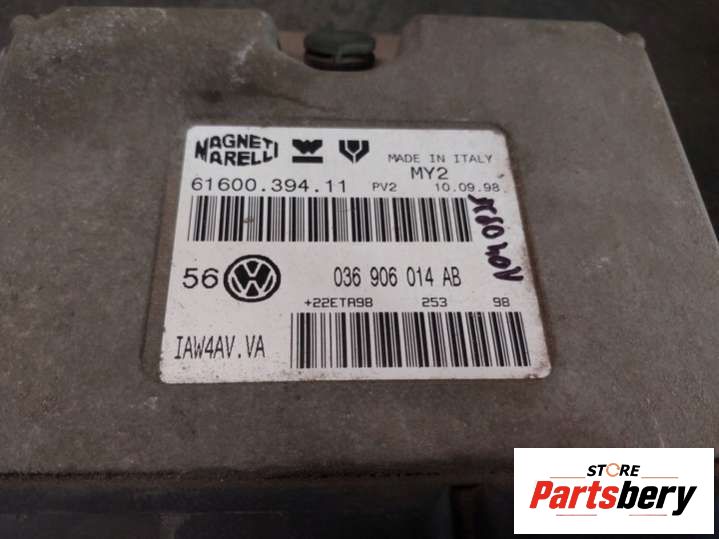 MAGNETI
MARELLI
MADE IN ITALY
MY2
61600.394.11 PV2 10.09.98
56 036 906 014 AB
+22ETA98 253 98
IAW4AV.VA
STORE
Partsbery